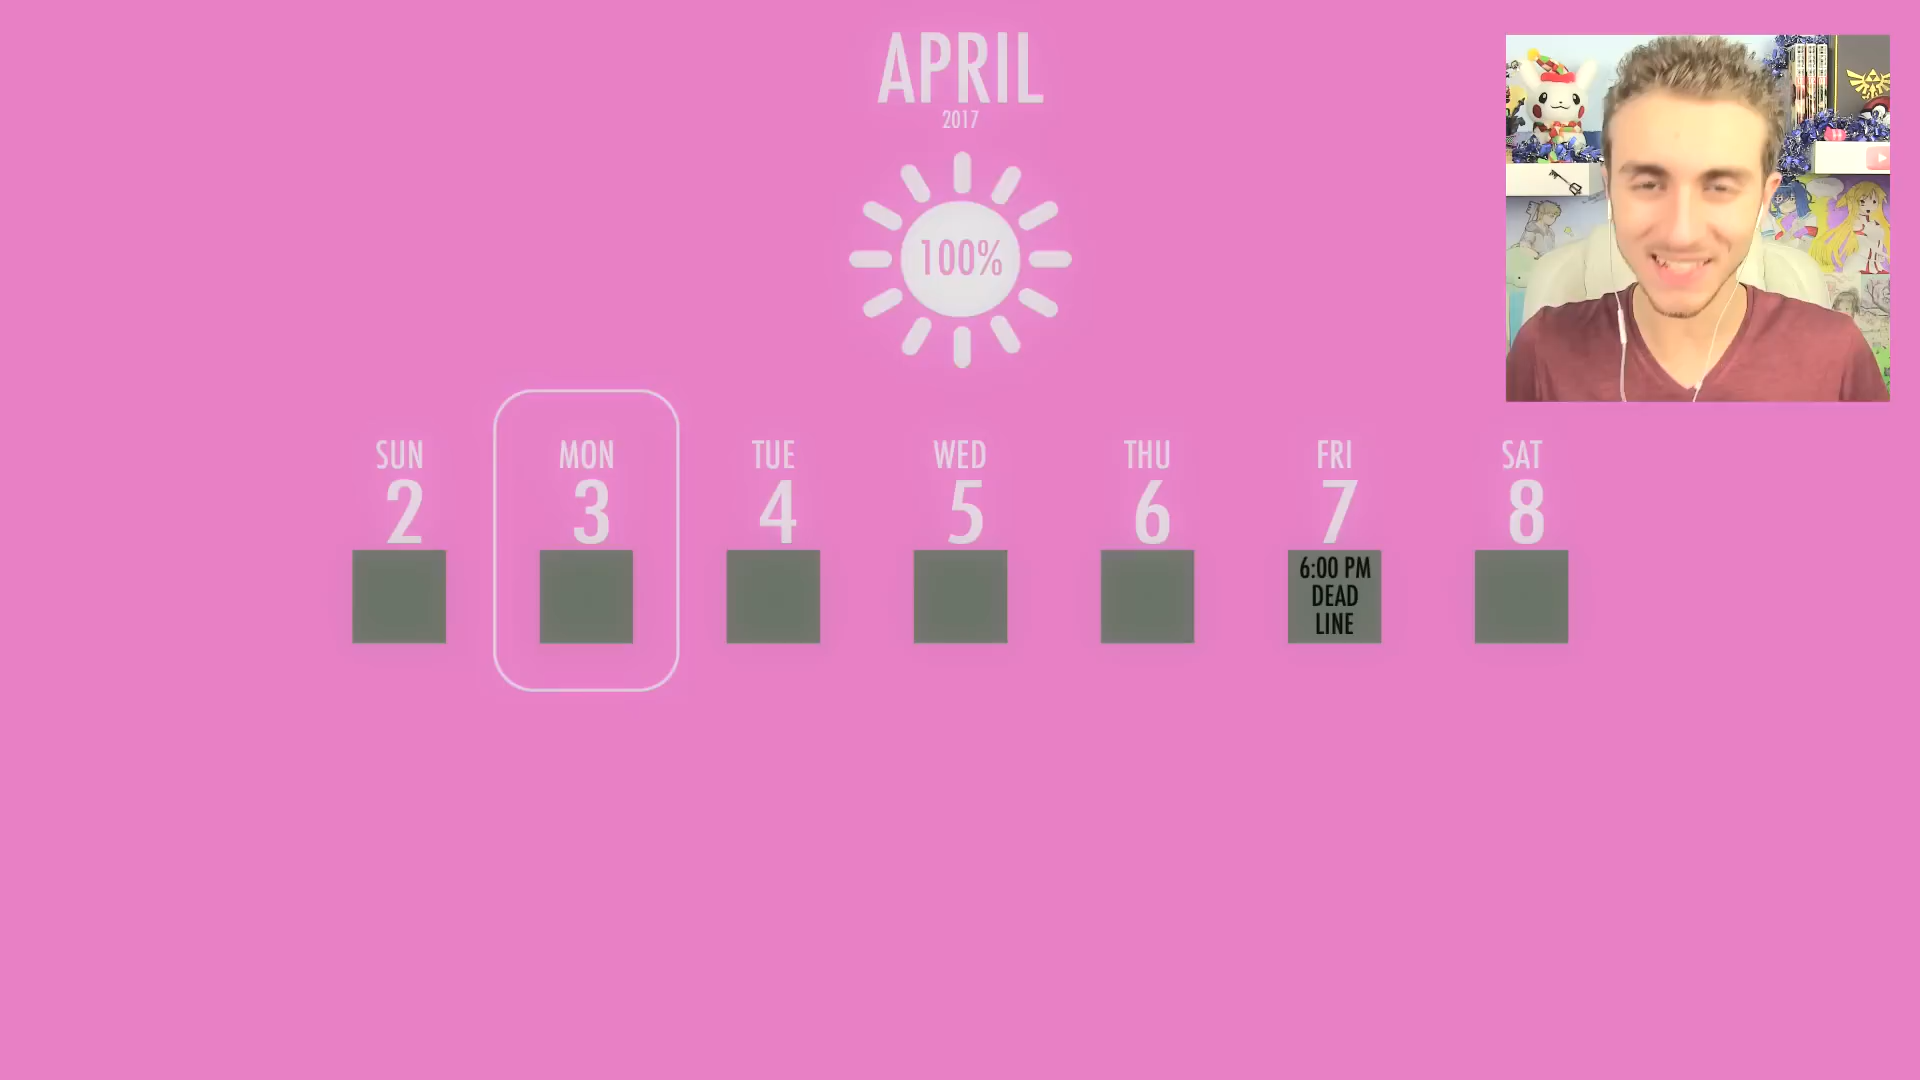 APRIL
2017
100%
SUN MON TUE WED THU FRI SAT
2 3 4 5 6 7 8
6:00 PM
DEAD
LINE